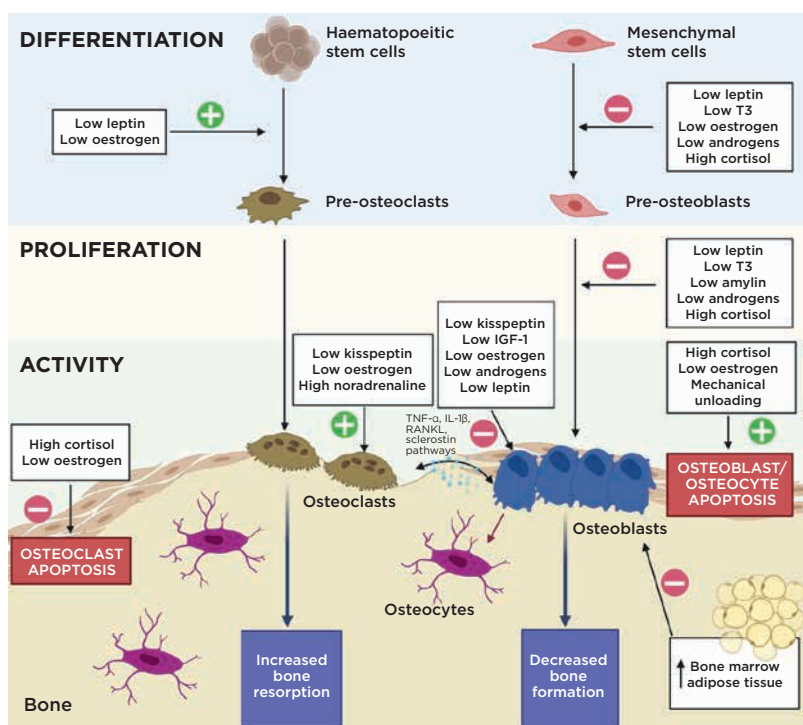 DIFFERENTIATION
Haematopoeitic
stem cells
Mesenchymal
stem cells
Low leptin
Low oestrogen
+
−
Low leptin
Low T3
Low oestrogen
Low androgens
High cortisol
Pre-osteoclasts
Pre-osteoblasts
PROLIFERATION
−
Low leptin
Low T3
Low amylin
Low androgens
High cortisol
ACTIVITY
Low kisspeptin
Low oestrogen
High noradrenaline
+
Low kisspeptin
Low IGF-1
Low oestrogen
Low androgens
Low leptin
−
TNF-α, IL-1β,
RANKL,
sclerostin
pathways
High cortisol
Low oestrogen
Mechanical
unloading
+
OSTEOBLAST/
OSTEOCYTE
APOPTOSIS
High cortisol
Low oestrogen
−
OSTEOCLAST
APOPTOSIS
Osteoclasts
Osteoblasts
Osteocytes
−
↑ Bone marrow
adipose tissue
Increased
bone
resorption
Decreased
bone
formation
Bone